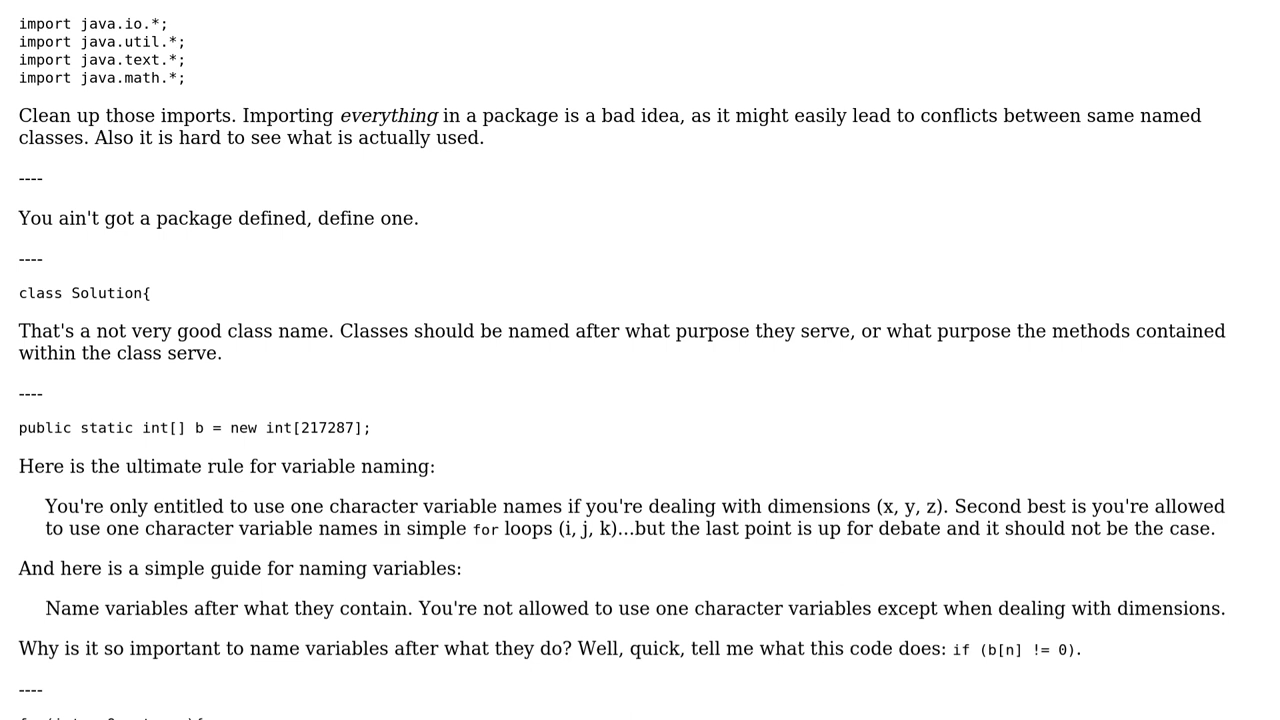 import java.io.*;
import java.util.*;
import java.text.*;
import java.math.*;
Clean up those imports. Importing everything in a package is a bad idea, as it might easily lead to conflicts between same named
classes. Also it is hard to see what is actually used.
----
You ain't got a package defined, define one.
----
class Solution{
That's a not very good class name. Classes should be named after what purpose they serve, or what purpose the methods contained
within the class serve.
----
public static int[] b = new int[217287];
Here is the ultimate rule for variable naming:
You're only entitled to use one character variable names if you're dealing with dimensions (x, y, z). Second best is you're allowed
to use one character variable names in simple for loops (i, j, k)...but the last point is up for debate and it should not be the case.
And here is a simple guide for naming variables:
Name variables after what they contain. You're not allowed to use one character variables except when dealing with dimensions.
Why is it so important to name variables after what they do? Well, quick, tell me what this code does: if (b[n] != 0).
----